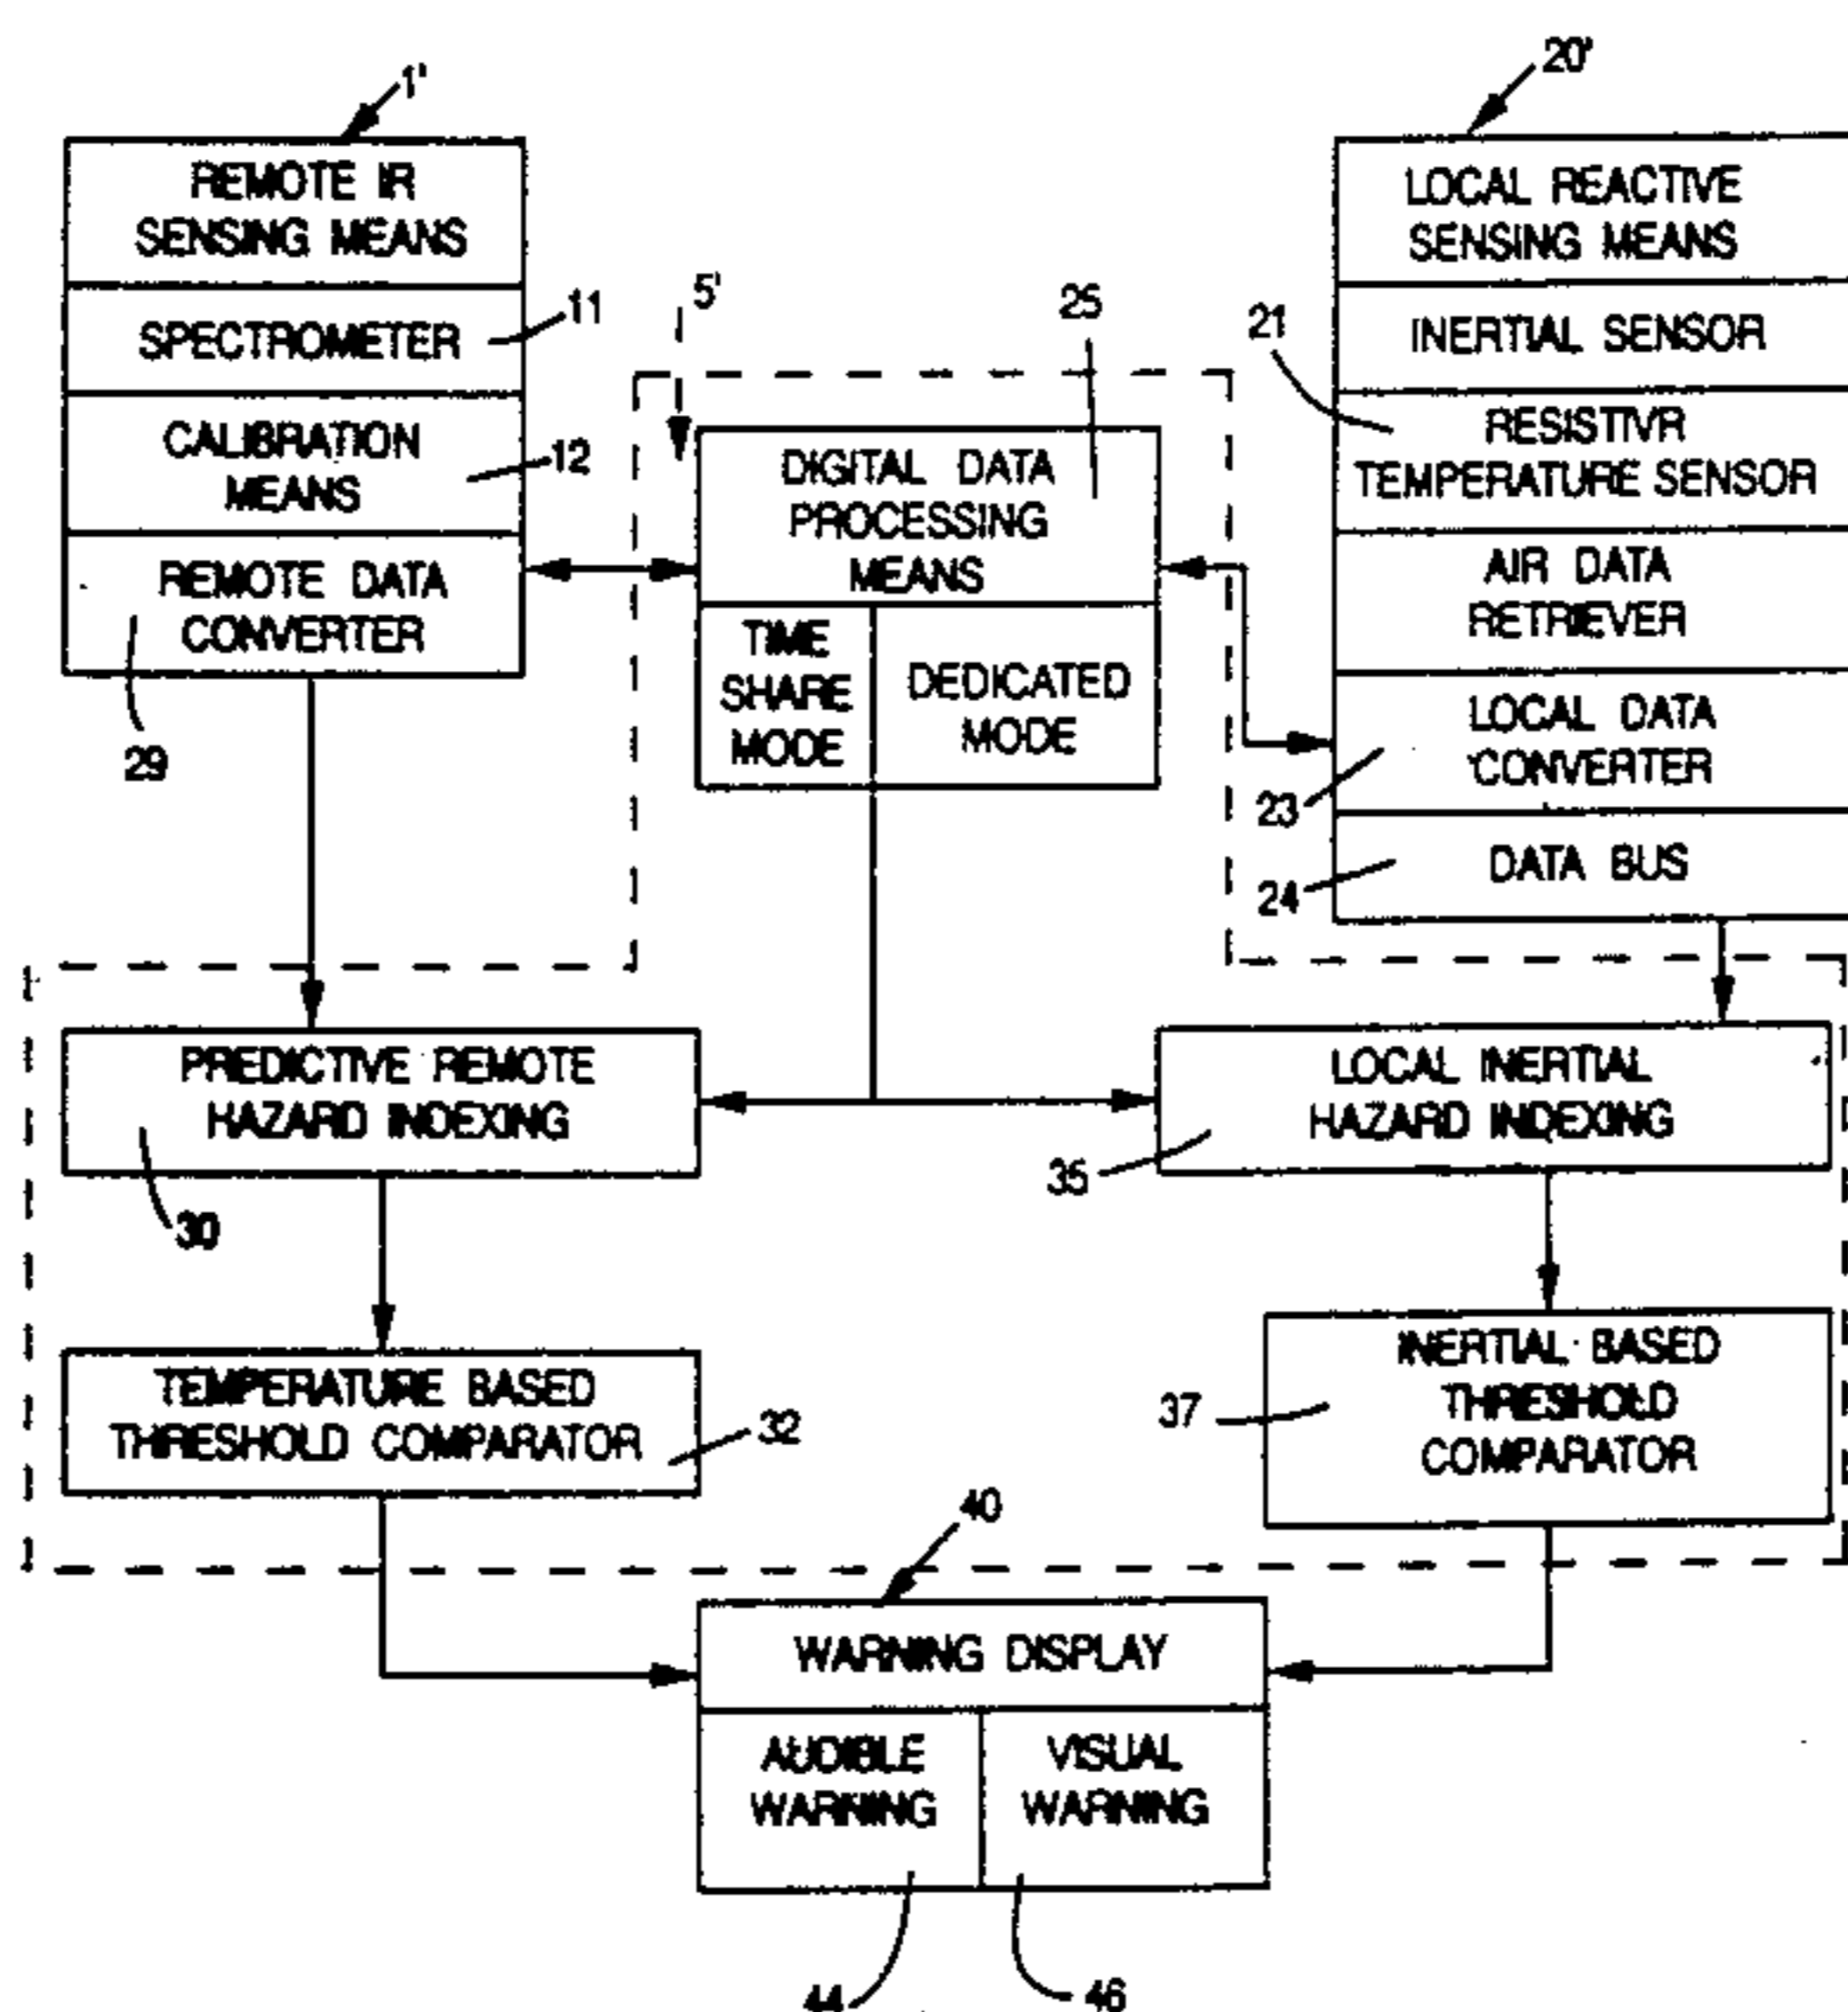 1'
REMOTE IR
SENSING MEANS
SPECTROMETER
11
CALIBRATION
MEANS
12
REMOTE DATA
CONVERTER
29
5'
25
DIGITAL DATA
PROCESSING
MEANS
TIME
SHARE
MODE
DEDICATED
MODE
20'
LOCAL REACTIVE
SENSING MEANS
INERTIAL SENSOR
21
RESISTIVR
TEMPERATURE SENSOR
AIR DATA
RETRIEVER
LOCAL DATA
CONVERTER
23
DATA BUS
24
PREDICTIVE REMOTE
HAZARD INDEXING
30
LOCAL INERTIAL
HAZARD INDEXING
35
TEMPERATURE BASED
THRESHOLD COMPARATOR
32
INERTIAL BASED
THRESHOLD
COMPARATOR
37
40
WARNING DISPLAY
AUDIBLE
WARNING
VISUAL
WARNING
44
46